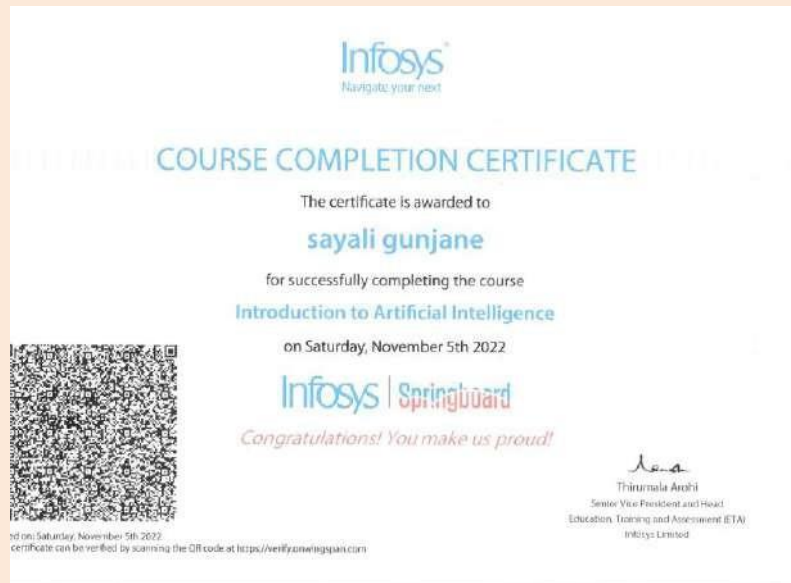 Infosys
Navigate your next
COURSE COMPLETION CERTIFICATE
The certificate is awarded to
sayali gunjane
for successfully completing the course
Introduction to Artificial Intelligence
on Saturday, November 5th 2022
Infosys | Springboard
Congratulations! You make us proud!
Thirumala Arohi
Senior Vice President and Head
Education, Training and Assessment (ETA)
Infosys Limited
ed on: Saturday, November 5th 2022
certificate can be verified by scanning the QR code at https://verify.onwingspan.com